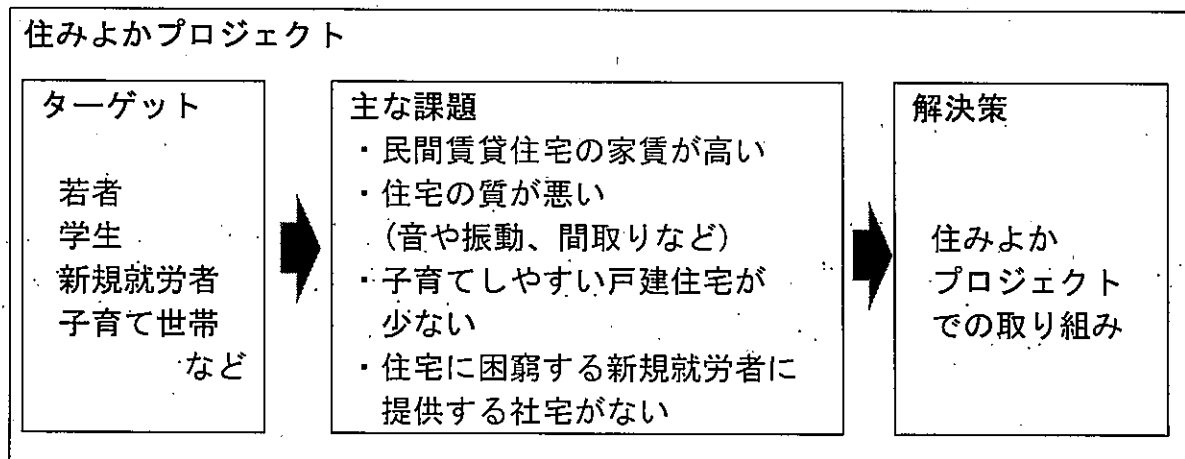 住みよかプロジェクト
ターゲット
若者
学生
新規就労者
子育て世帯
など
主な課題
・民間賃貸住宅の家賃が高い
・住宅の質が悪い
(音や振動、間取りなど)
・子育てしやすい戸建住宅が
少ない
・住宅に困窮する新規就労者に
提供する社宅がない
解決策
住みよか
プロジェクト
での取り組み